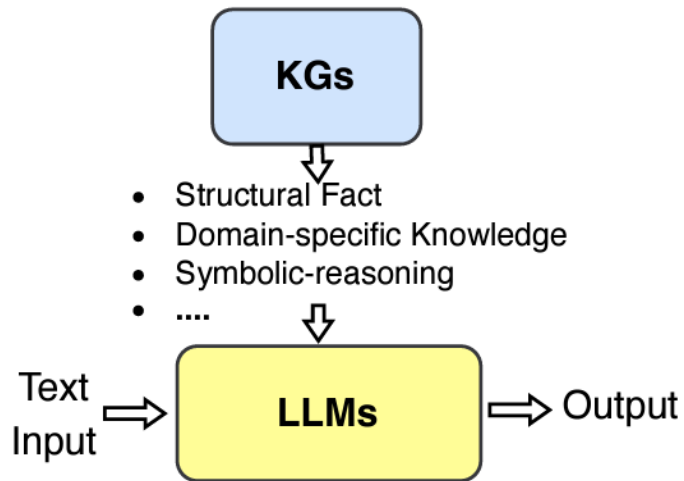 KGs
• Structural Fact
• Domain-specific Knowledge
• Symbolic-reasoning
• ....
Text
Input
LLMs
Output